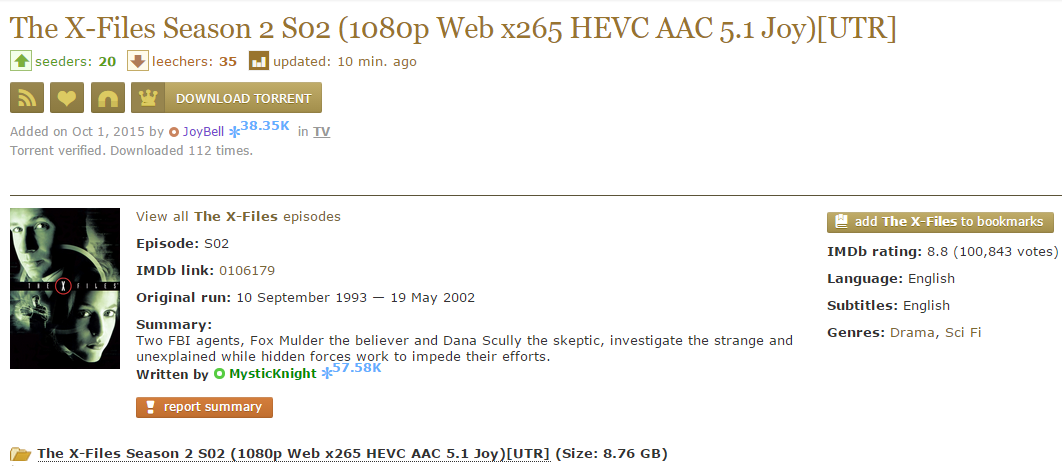 The X-Files Season 2 S02 (1080p Web x265 HEVC AAC 5.1 Joy)[UTR]
seeders: 20 leechers: 35 updated: 10 min. ago
DOWNLOAD TORRENT
Added on Oct 1, 2015 by JoyBell 38.35K in TV
Torrent verified. Downloaded 112 times.
THE X FILES
View all The X-Files episodes
Episode: S02
IMDb link: 0106179
Original run: 10 September 1993 — 19 May 2002
Summary:
Two FBI agents, Fox Mulder the believer and Dana Scully the skeptic, investigate the strange and
unexplained while hidden forces work to impede their efforts.
Written by MysticKnight 57.58K
report summary
add The X-Files to bookmarks
IMDb rating: 8.8 (100,843 votes)
Language: English
Subtitles: English
Genres: Drama, Sci Fi
The X-Files Season 2 S02 (1080p Web x265 HEVC AAC 5.1 Joy)[UTR] (Size: 8.76 GB)